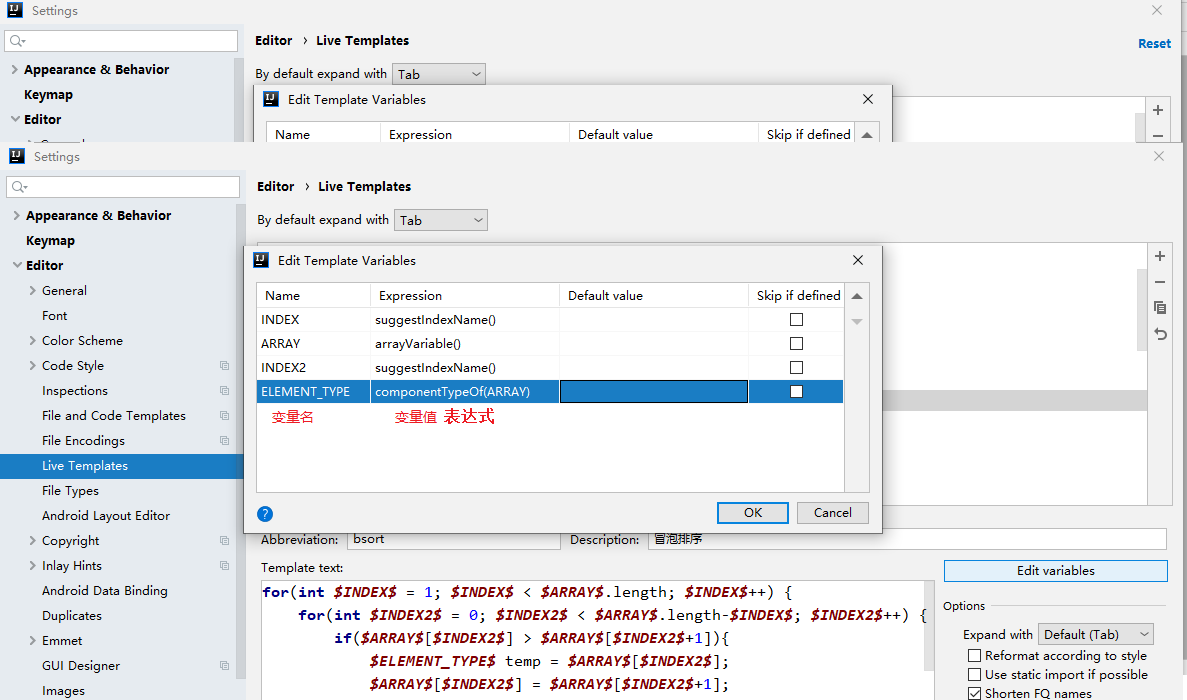 Settings
Editor › Live Templates
Reset
Appearance & Behavior
By default expand with Tab
Keymap
Edit Template Variables
Editor
Name Expression Default value Skip if defined
Settings
Editor › Live Templates
Appearance & Behavior
By default expand with Tab
Keymap
Editor
Edit Template Variables
General
Name Expression Default value Skip if defined
Font
INDEX suggestIndexName()
Color Scheme
ARRAY arrayVariable()
Code Style
INDEX2 suggestIndexName()
Inspections
ELEMENT_TYPE componentTypeOf(ARRAY)
File and Code Templates
变量名 变量值 表达式
File Encodings
Live Templates
File Types
Android Layout Editor
? OK Cancel
Copyright
Abbreviation: bsort Description: 冒泡排序
Inlay Hints
Template text:
Edit variables
Android Data Binding
for(int $INDEX$ = 1; $INDEX$ < $ARRAY$.length; $INDEX$++) {
Options
Duplicates
for(int $INDEX2$ = 0; $INDEX2$ < $ARRAY$.length-$INDEX$; $INDEX2$++) {
Expand with Default (Tab)
Emmet
if($ARRAY$[$INDEX2$] > $ARRAY$[$INDEX2$+1]){
Reformat according to style
GUI Designer
$ELEMENT_TYPE$ temp = $ARRAY$[$INDEX2$];
Use static import if possible
Images
$ARRAY$[$INDEX2$] = $ARRAY$[$INDEX2$+1];
Shorten FQ names